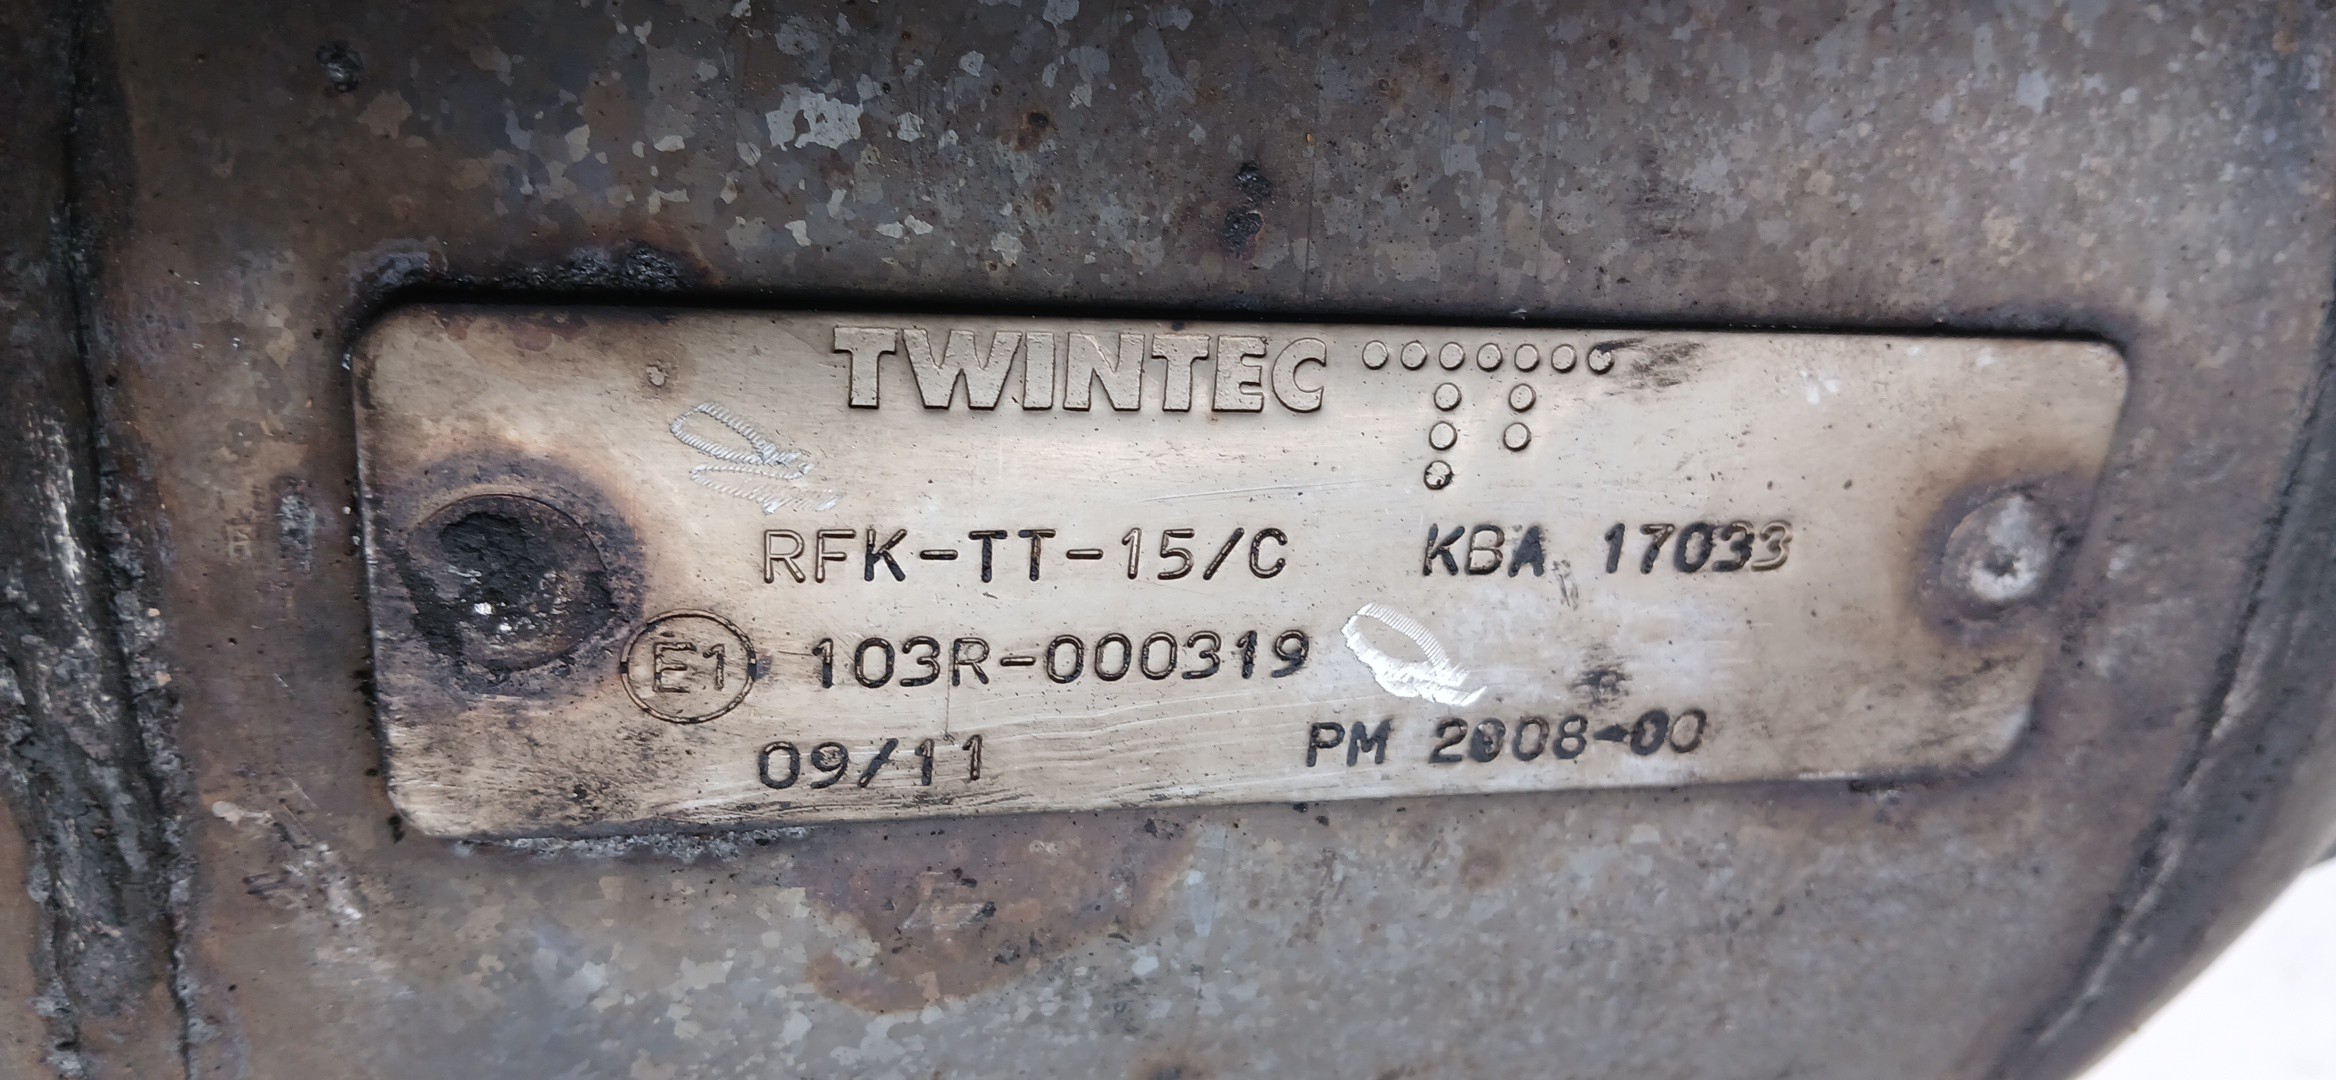 TWINTEC
RFK-TT-15/C KBA 17033
E1 103R-000319
09/11 PM 2008-00